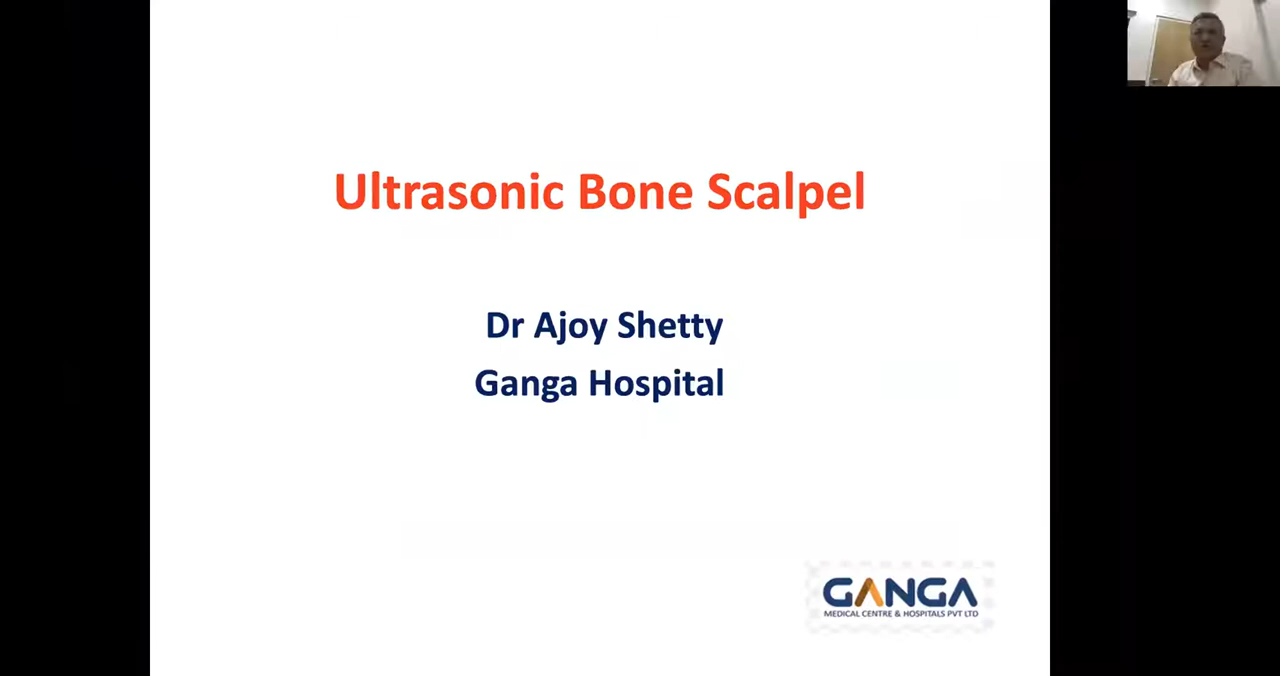 Ultrasonic Bone Scalpel
Dr Ajoy Shetty
Ganga Hospital
GANGA
MEDICAL CENTRE & HOSPITALS PVT LTD